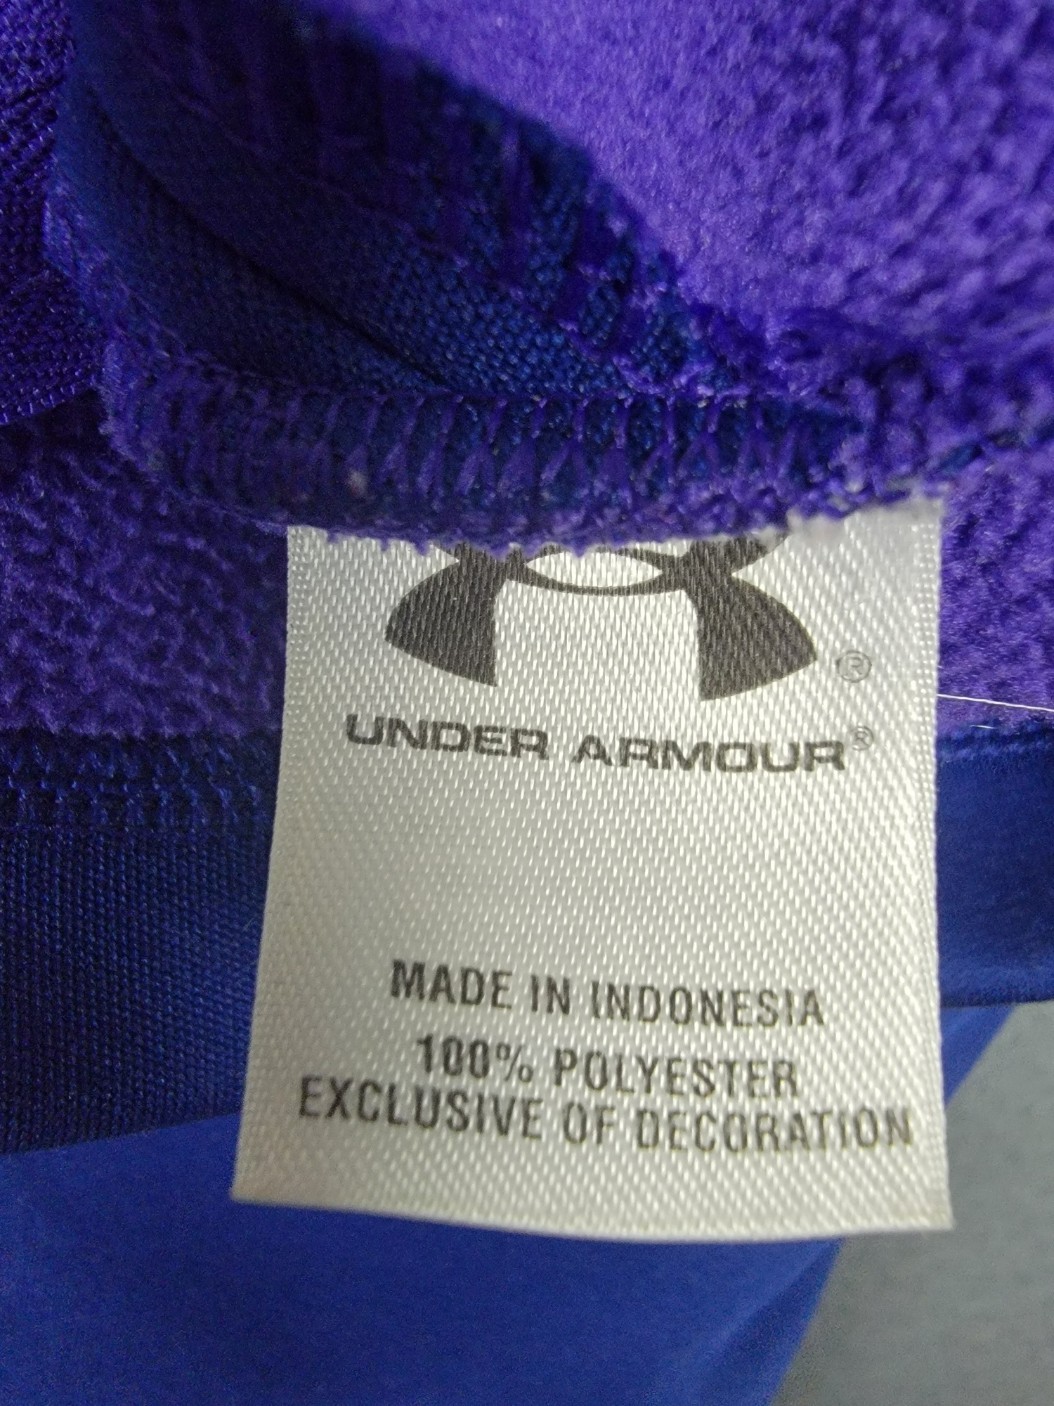 ®
UNDER ARMOUR®
MADE IN INDONESIA
100% POLYESTER
EXCLUSIVE OF DECORATION